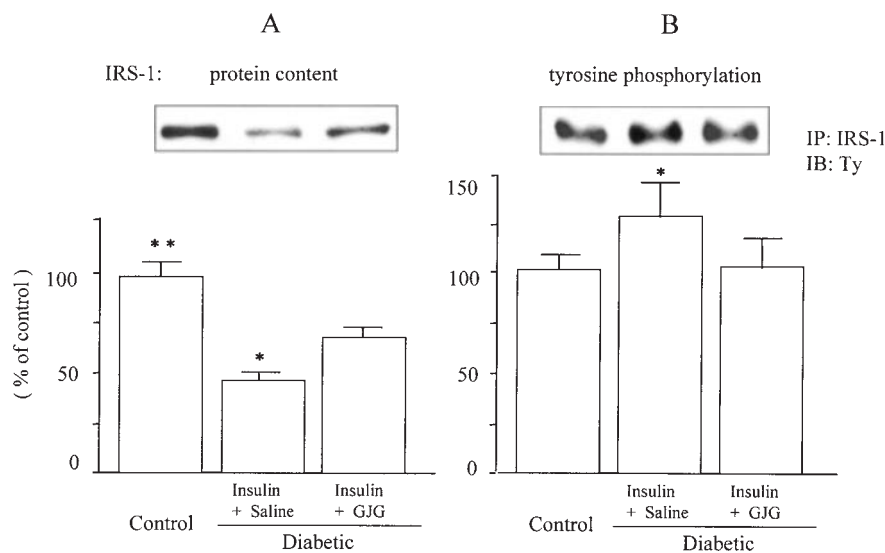 A
IRS-1: protein content
( % of control )
100
50
0
**
*
Control
Insulin
+ Saline
Insulin
+ GJG
Diabetic
B
tyrosine phosphorylation
IP: IRS-1
IB: Ty
150
100
50
0
*
Control
Insulin
+ Saline
Insulin
+ GJG
Diabetic